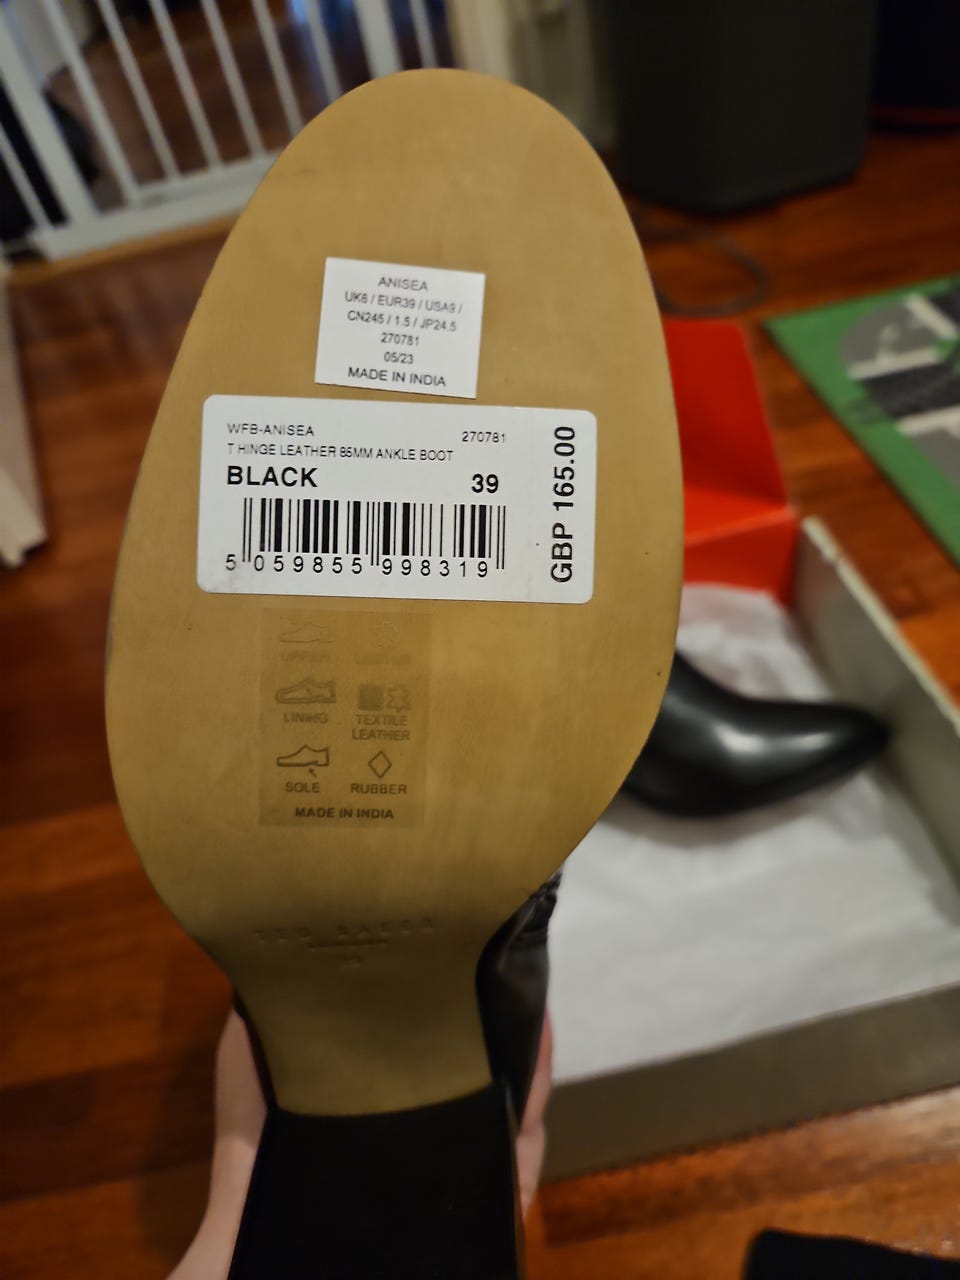 ANISEA
UK6 / EUR39 / USA9 /
CN245 / 1.5 / JP24.5
270781
05/23
MADE IN INDIA
WFB-ANISEA 270781
T HINGE LEATHER 85MM ANKLE BOOT
BLACK 39
5 059855 998319
GBP 165.00
UPPER LEATHER
LINING TEXTILE
LEATHER
SOLE RUBBER
MADE IN INDIA
TED BAKER